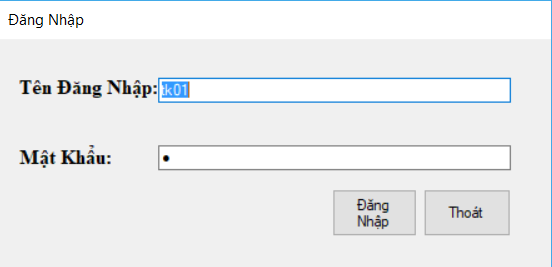 Đăng Nhập
Tên Đăng Nhập: tk01
Mật Khẩu: •
Đăng
Nhập
Thoát